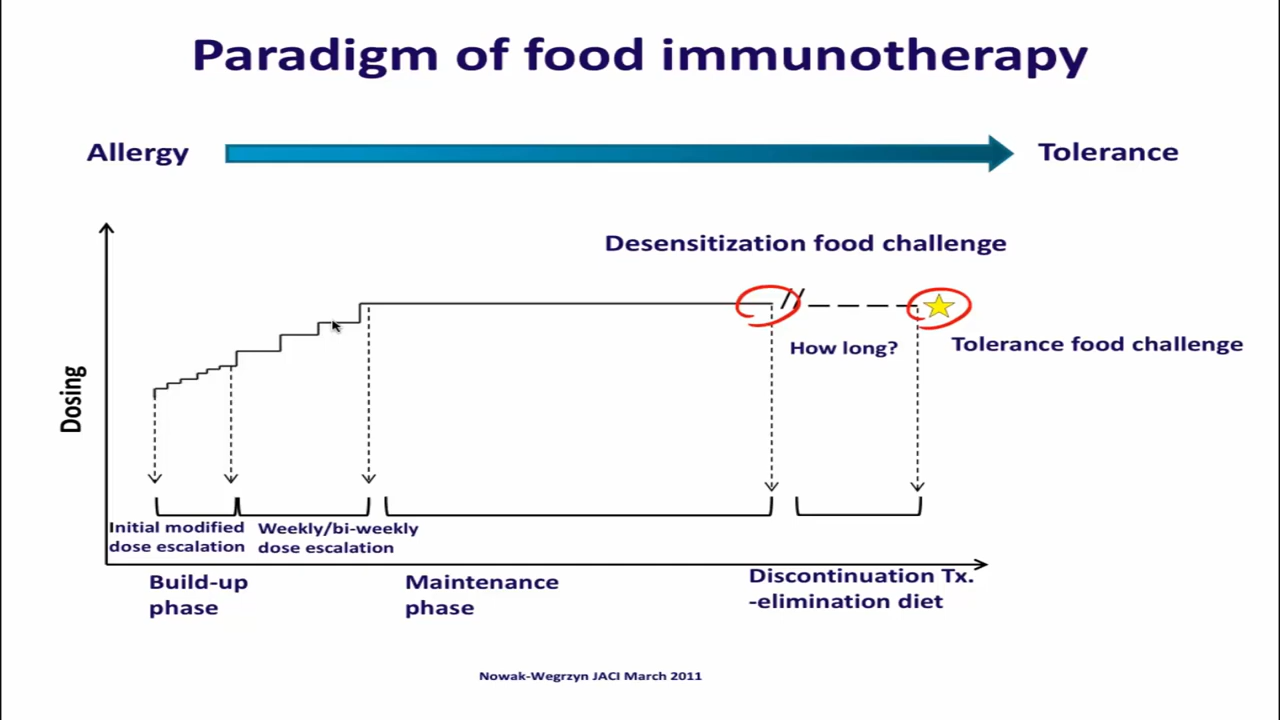 Paradigm of food immunotherapy
Allergy
Tolerance
Desensitization food challenge
How long?
Tolerance food challenge
Dosing
Initial modified
dose escalation
Weekly/bi-weekly
dose escalation
Build-up
phase
Maintenance
phase
Discontinuation Tx.
-elimination diet
Nowak-Wegrzyn JACI March 2011